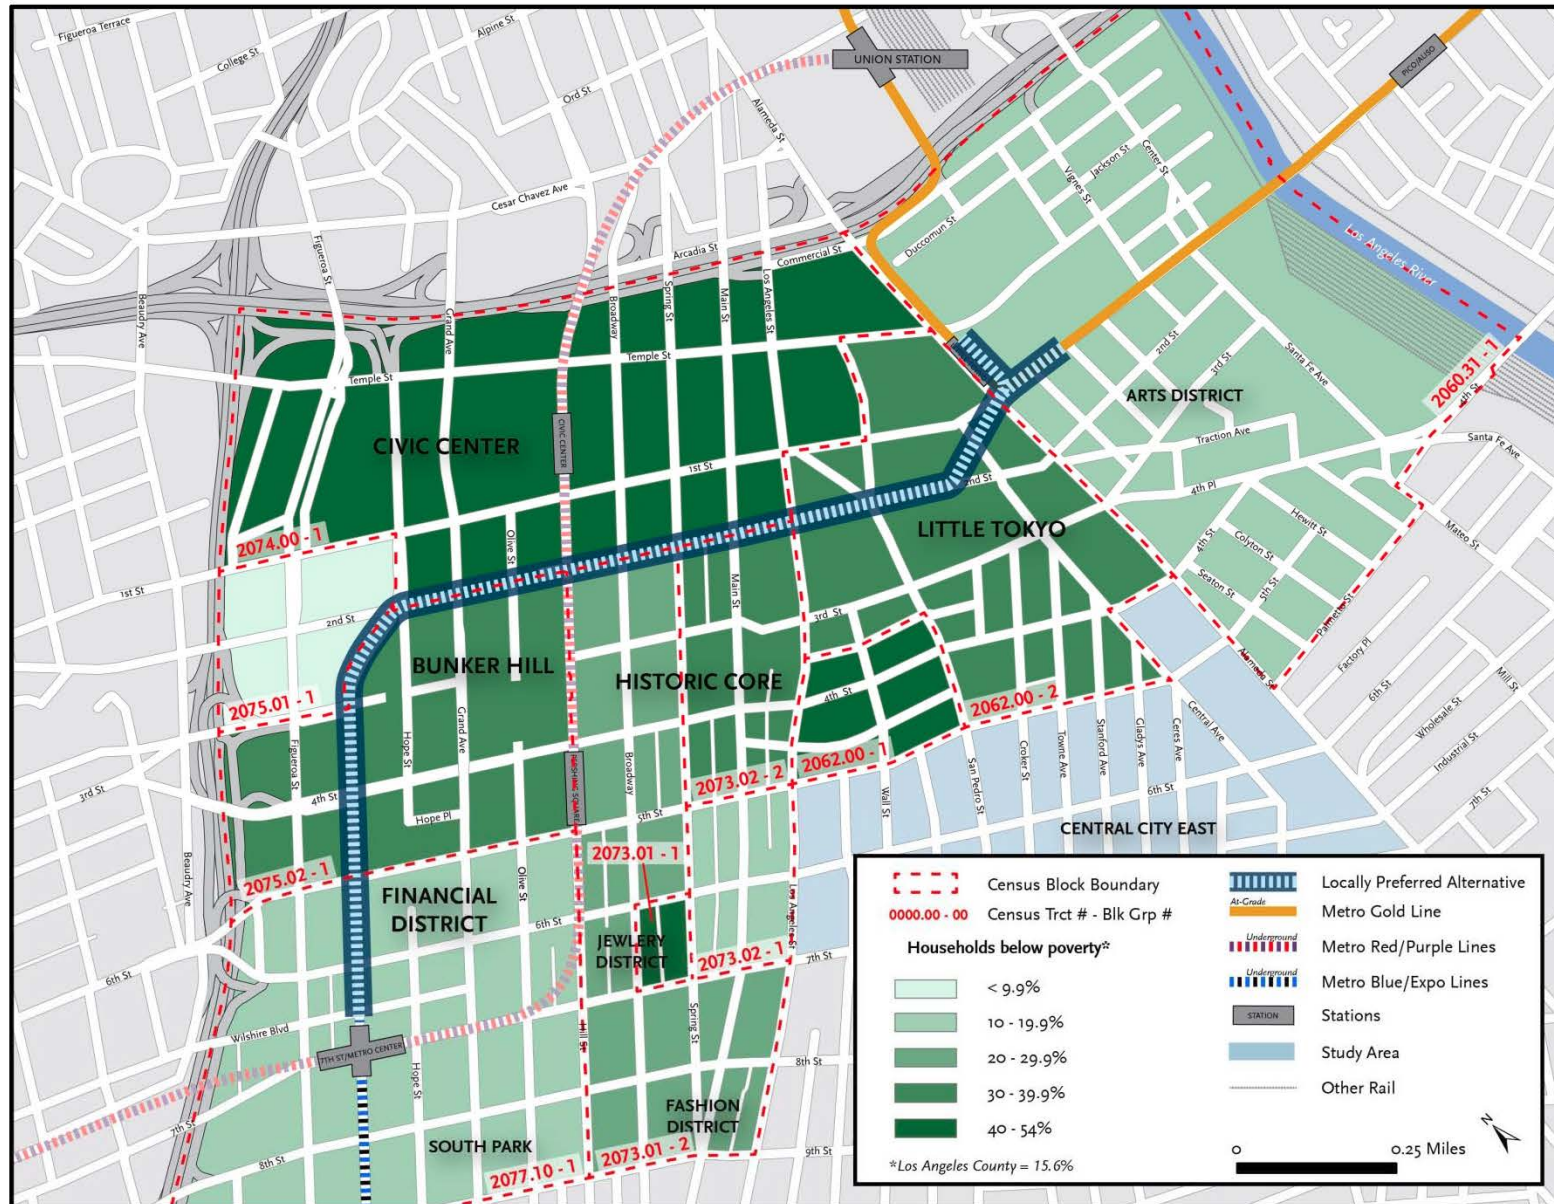 Figueroa Terrace
College St
Alpine St
Ord St
UNION STATION
PICO/ALISO
Alameda St
Cesar Chavez Ave
Figueroa St
Beaudry Ave
Grand Ave
Arcadia St
Commercial St
Broadway
Spring St
Main St
Los Angeles St
Duccomun St
Vignes St
Jackson St
Center St
Los Angeles River
Temple St
Temple St
CIVIC CENTER
CIVIC CENTER
1st St
2nd St
2nd St
3rd St
Santa Fe Ave
ARTS DISTRICT
2060.31 - 1
4th St
Traction Ave
Santa Fe Ave
4th Pl
Mateo St
LITTLE TOKYO
Hewitt St
4th St
Colyton St
Seaton St
5th St
Palmetto St
Factory Pl
6th St
Mill St
Wholesale St
Industrial St
7th St
Alameda St
2074.00 - 1
1st St
2nd St
Olive St
Main St
3rd St
BUNKER HILL
HISTORIC CORE
4th St
2075.01 - 1
Hope St
Grand Ave
Figueroa St
3rd St
4th St
Hope Pl
Broadway
PERSHING SQUARE
5th St
2073.02 - 2
2062.00 - 1
2062.00 - 2
Wall St
San Pedro St
Croker St
Towne Ave
Stanford Ave
Gladys Ave
Ceres Ave
Central Ave
6th St
CENTRAL CITY EAST
Beaudry Ave
2075.02 - 1
FINANCIAL
DISTRICT
Olive St
6th St
2073.01 - 1
JEWLERY
DISTRICT
2073.02 - 1
Los Angeles St
7th St
6th St
Wilshire Blvd
7TH ST/METRO CENTER
Hill St
Spring St
8th St
Hope St
FASHION
DISTRICT
7th St
8th St
SOUTH PARK
2077.10 - 1
2073.01 - 2
9th St
Census Block Boundary
0000.00 - 00 Census Trct # - Blk Grp #
Households below poverty*
< 9.9%
10 - 19.9%
20 - 29.9%
30 - 39.9%
40 - 54%
*Los Angeles County = 15.6%
Locally Preferred Alternative
At-Grade
Metro Gold Line
Underground
Metro Red/Purple Lines
Underground
Metro Blue/Expo Lines
STATION
Stations
Study Area
Other Rail
N
0
0.25 Miles